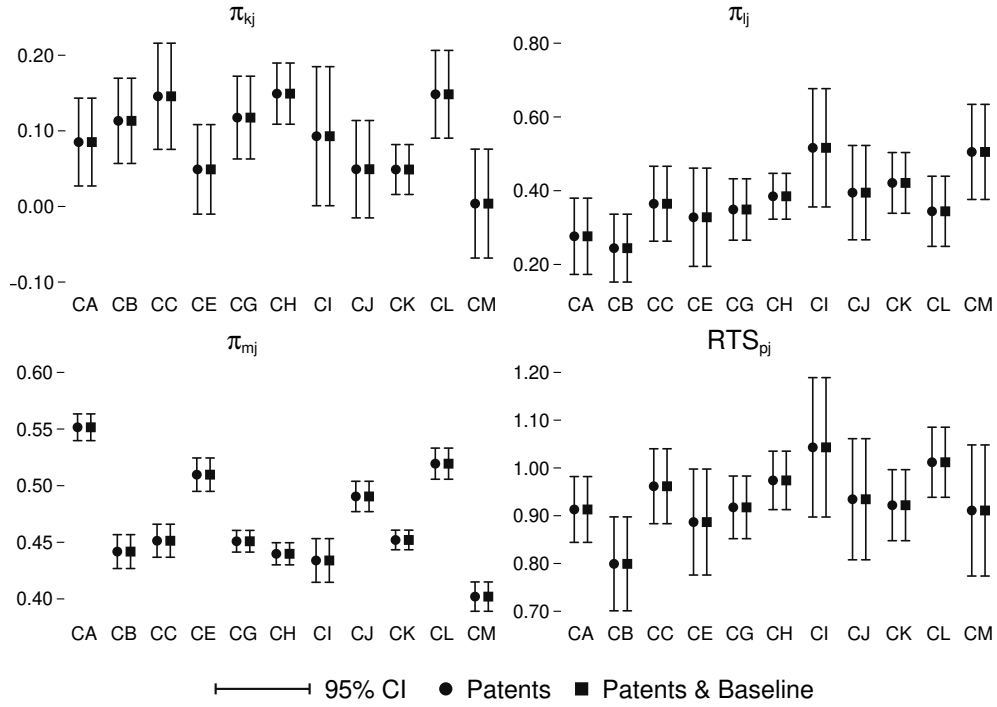 π_kj
0.20
0.10
0.00
−0.10
CA CB CC CE CG CH CI CJ CK CL CM
π_lj
0.80
0.60
0.40
0.20
CA CB CC CE CG CH CI CJ CK CL CM
π_mj
0.60
0.55
0.50
0.45
0.40
CA CB CC CE CG CH CI CJ CK CL CM
RTS_pj
1.20
1.10
1.00
0.90
0.80
0.70
CA CB CC CE CG CH CI CJ CK CL CM
95% CI Patents Patents & Baseline